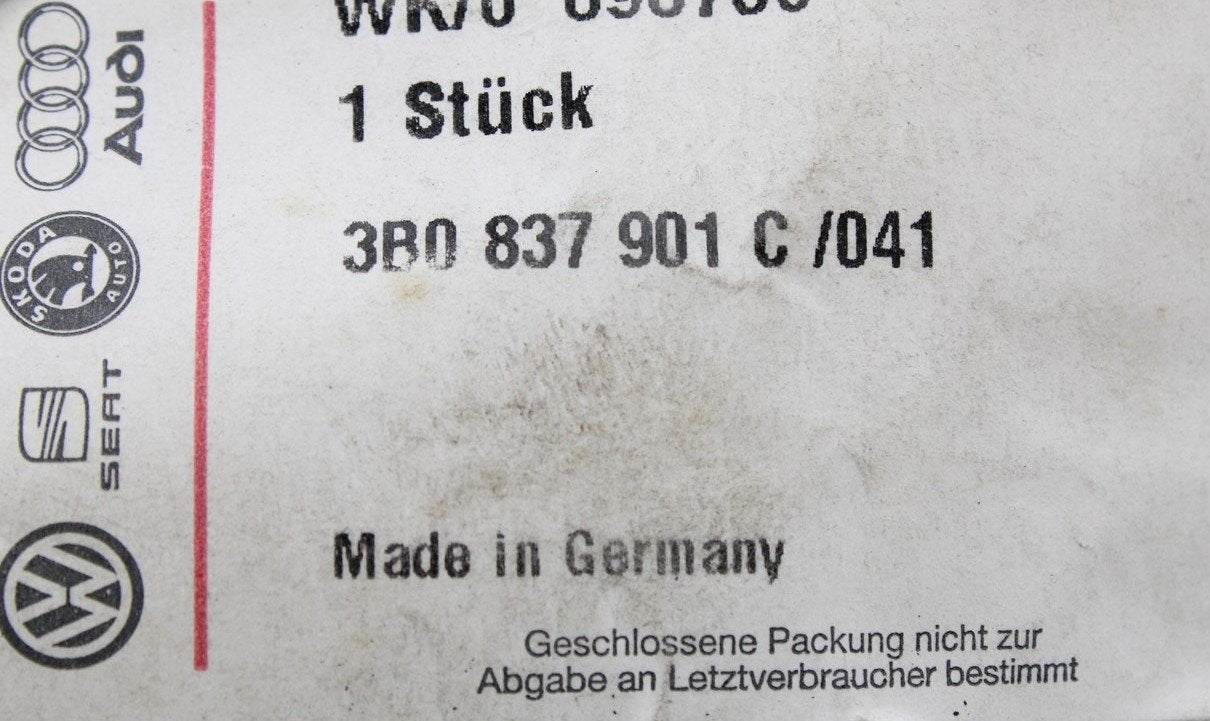 1 Stück
3B0 837 901 C /041
Made in Germany
Geschlossene Packung nicht zur
Abgabe an Letztverbraucher bestimmt
Audi
SKODA AUTO
SEAT